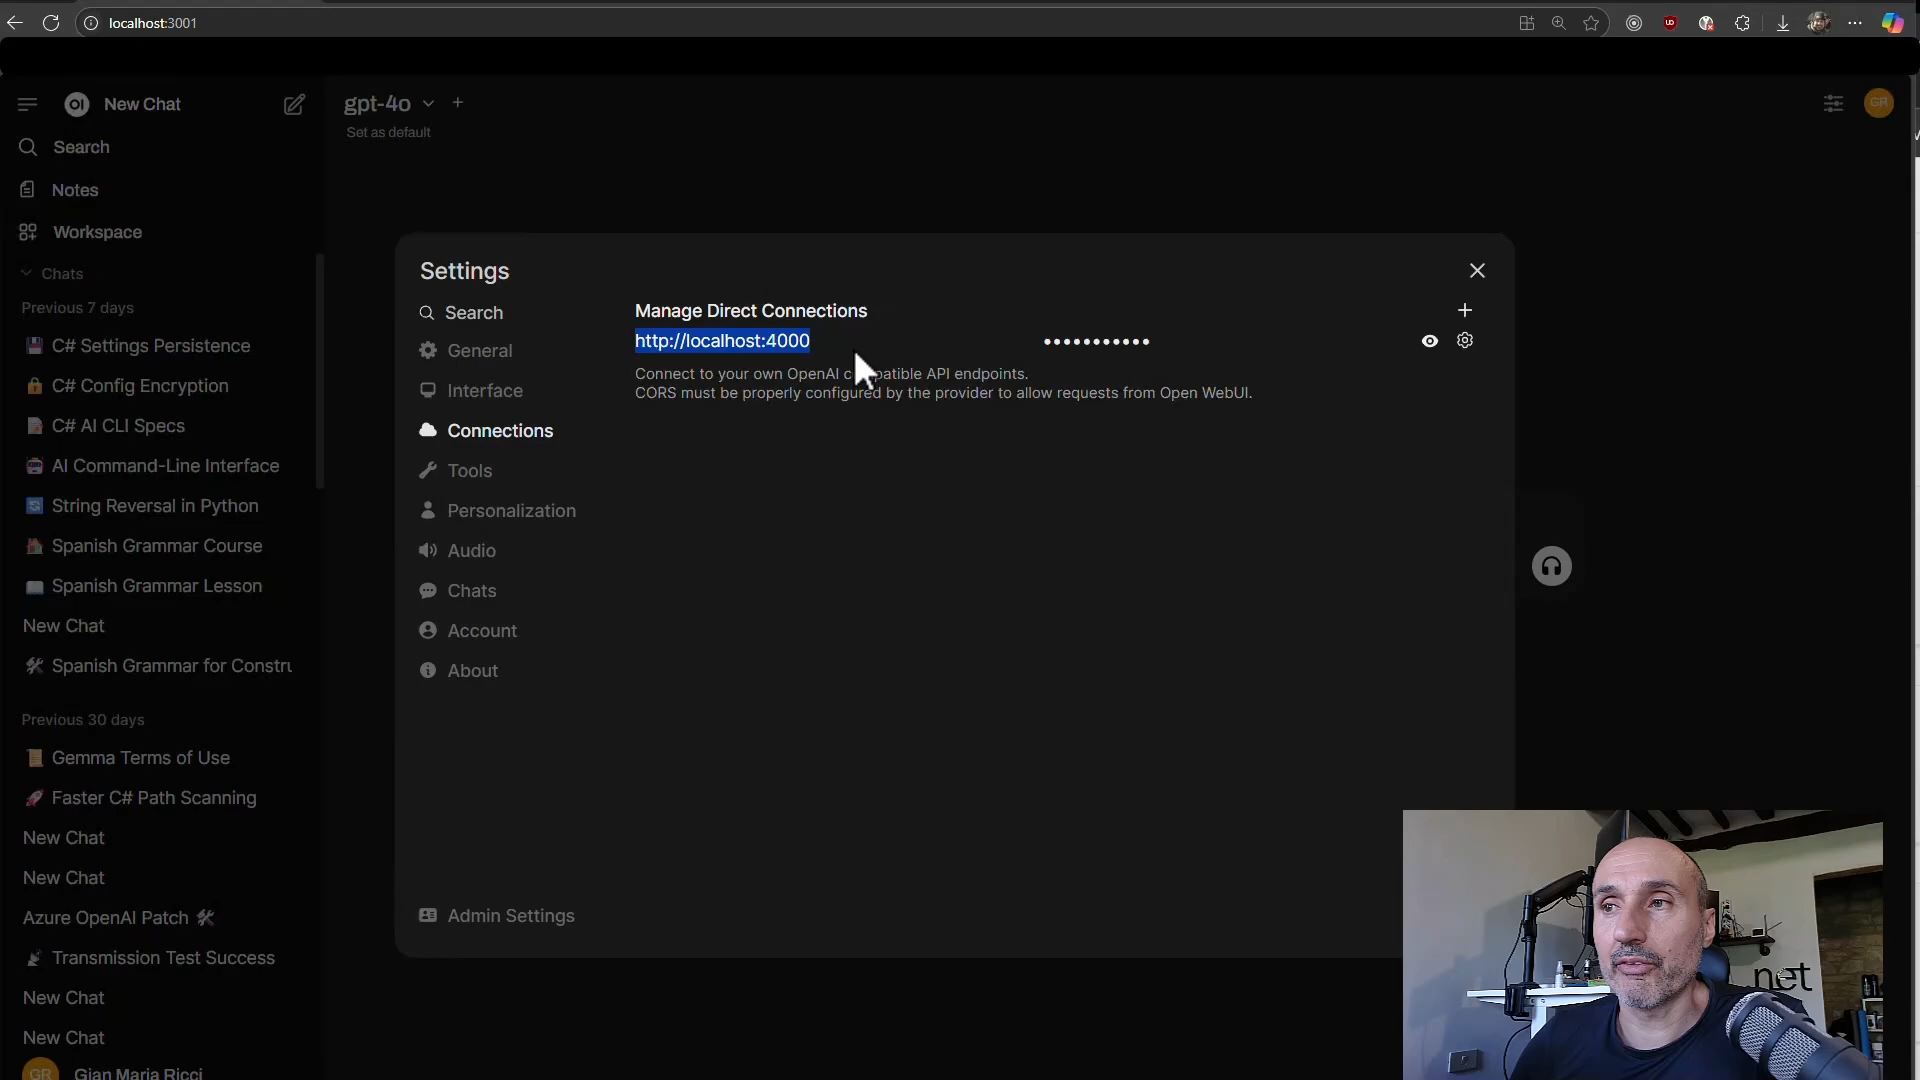 localhost:3001
New Chat
Search
Notes
Workspace
Chats
Previous 7 days
C# Settings Persistence
C# Config Encryption
C# AI CLI Specs
AI Command-Line Interface
String Reversal in Python
Spanish Grammar Course
Spanish Grammar Lesson
New Chat
Spanish Grammar for Constru
Previous 30 days
Gemma Terms of Use
Faster C# Path Scanning
New Chat
New Chat
Azure OpenAI Patch
Transmission Test Success
New Chat
New Chat
GR Gian Maria Ricci
gpt-4o
Set as default
GR
Settings
Search
General
Interface
Connections
Tools
Personalization
Audio
Chats
Account
About
Admin Settings
Manage Direct Connections
http://localhost:4000
Connect to your own OpenAI c patible API endpoints.
CORS must be properly configured by the provider to allow requests from Open WebUI.
net